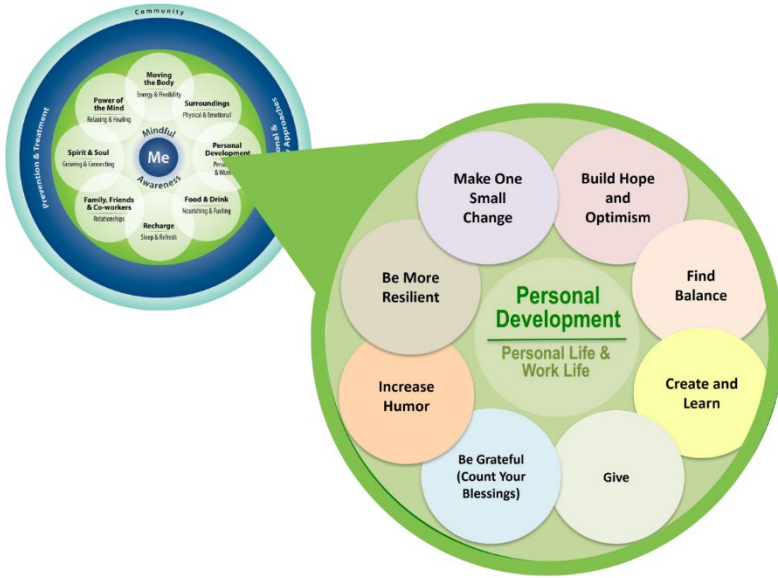 Community
Prevention & Treatment
Moving
the Body
Energy & Flexibility
Power of
the Mind
Relaxing & Healing
Surroundings
Physical & Emotional
Mindful
Me
Awareness
Spirit & Soul
Growing & Connecting
Personal
Development
& Work
Approaches
Family, Friends
& Co-workers
Relationships
Food & Drink
Nourishing & Fueling
Recharge
Sleep & Refresh
Make One
Small
Change
Build Hope
and
Optimism
Be More
Resilient
Find
Balance
Personal
Development
Personal Life &
Work Life
Increase
Humor
Create and
Learn
Be Grateful
(Count Your
Blessings)
Give